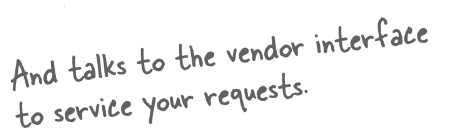 And talks to the vendor interface
to service your requests.